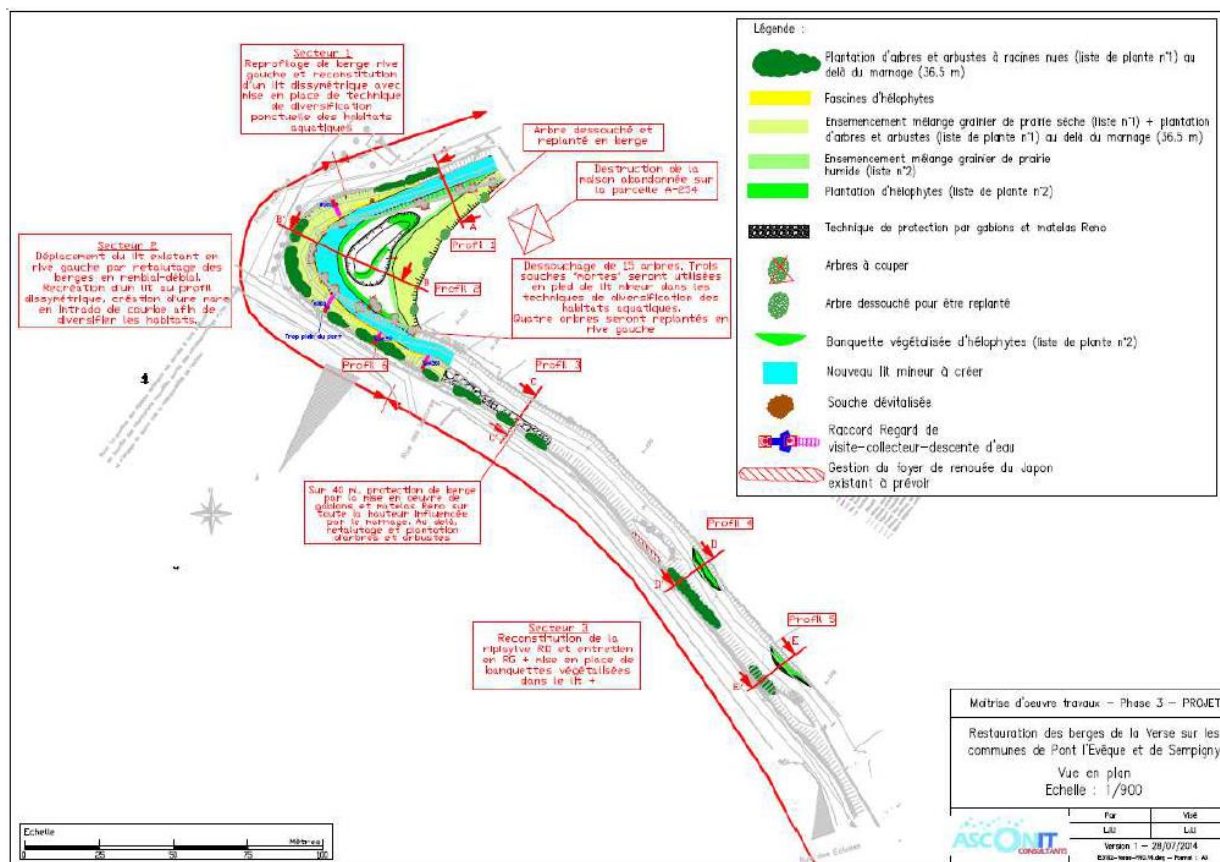 Secteur 1
Reprofilage de berge rive
gauche et reconstitution
d'un lit dissymétrique avec
mise en place de technique
de diversification
ponctuelle des habitats
aquatiques
Arbre dessouché et
replanté en berge
Destruction de la
maison abandonnée sur
la parcelle A-254
Secteur 2
Déplacement du lit existant en
rive gauche par retalutage des
berges en remblai-déblai.
Recréation d'un lit au profil
dissymétrique, création d'une mare
en intrado de courbe afin de
diversifier les habitats.
B'
A
Profil 1
B
Profil 2
Dessouchage de 15 arbres. Trois
souches "mortes" seront utilisées
en pied de lit mineur dans les
techniques de diversification des
habitats aquatiques.
Quatre arbres seront replantés en
rive gauche
Trop plein du port
Profil 6
Profil 3
C
C'
Sur 40 ml, protection de berge
par la mise en oeuvre de
gabions et matelas Reno sur
toute la hauteur influencée
par le marnage. Au delà,
retalutage et plantation
d'arbres et arbustes
Profil 4
D
D'
Secteur 3
Reconstitution de la
ripisylve RD et entretien
en RG + mise en place de
banquettes végétalisées
dans le lit +
Profil 5
E
E'
Rue des Ecluses
Légende :
Plantation d'arbres et arbustes à racines nues (liste de plante n°1) au
delà du marnage (36.5 m)
Fascines d'hélophytes
Ensemencement mélange grainier de prairie sèche (liste n°1) + plantation
d'arbres et arbustes (liste de plante n°1) au delà du marnage (36.5 m)
Ensemencement mélange grainier de prairie
humide (liste n°2)
Plantation d'hélophytes (liste de plante n°2)
Technique de protection par gabions et matelas Reno
Arbres à couper
Arbre dessouché pour être replanté
Banquette végétalisée d'hélophytes (liste de plante n°2)
Nouveau lit mineur à créer
Souche dévitalisée
Raccord Regard de
visite-collecteur-descente d'eau
Gestion du foyer de renouée du Japon
existant à prévoir
Maîtrise d'oeuvre travaux - Phase 3 - PROJET
Restauration des berges de la Verse sur les
communes de Pont l'Evêque et de Sempigny
Vue en plan
Echelle : 1/900
ASCONIT
CONSULTANTS
Par
Visé
Version 1 - 28/07/2014
Echelle
Mètres
0
25
50
75
100